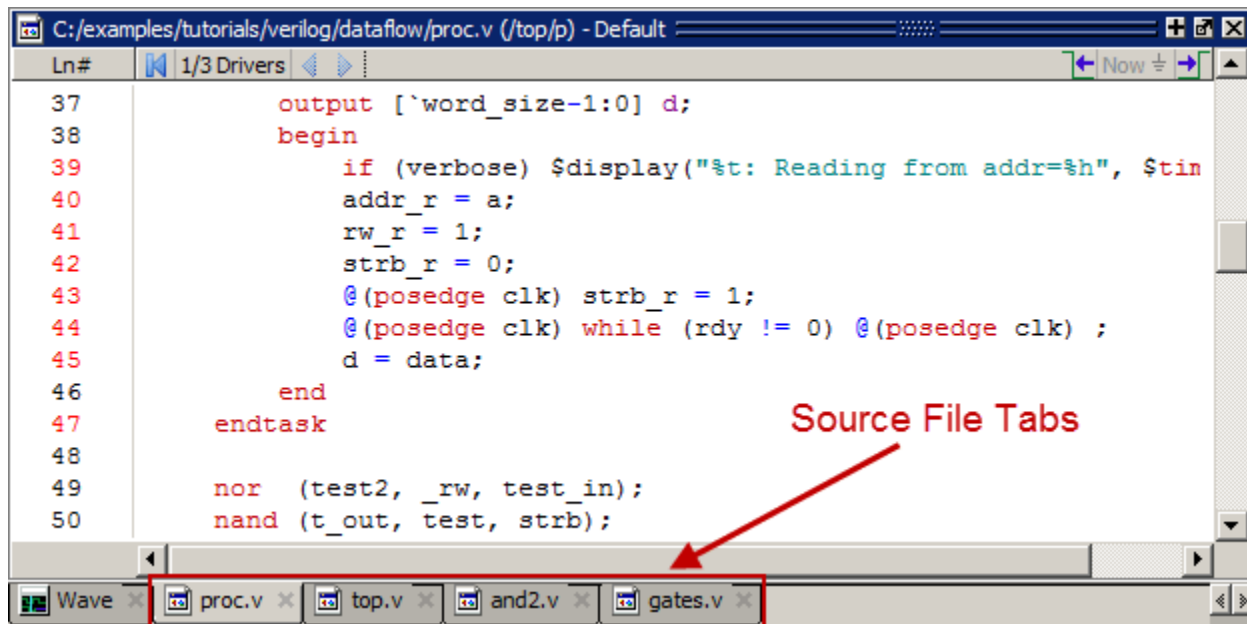 C:/examples/tutorials/verilog/dataflow/proc.v (/top/p) - Default
Ln# 1/3 Drivers Now
37 output [`word_size-1:0] d;
38 begin
39 if (verbose) $display("%t: Reading from addr=%h", $tim
40 addr_r = a;
41 rw_r = 1;
42 strb_r = 0;
43 @(posedge clk) strb_r = 1;
44 @(posedge clk) while (rdy != 0) @(posedge clk) ;
45 d = data;
46 end
47 endtask
Source File Tabs
48
49 nor (test2, _rw, test_in);
50 nand (t_out, test, strb);
Wave proc.v top.v and2.v gates.v